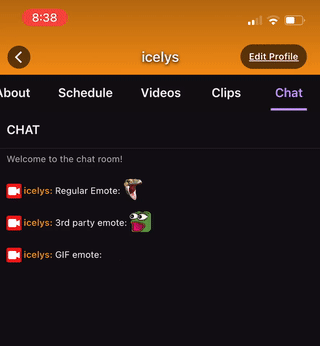 8:38
icelys
Edit Profile
About Schedule Videos Clips Chat
CHAT
Welcome to the chat room!
icelys: Regular Emote:
icelys: 3rd party emote:
icelys: GIF emote: